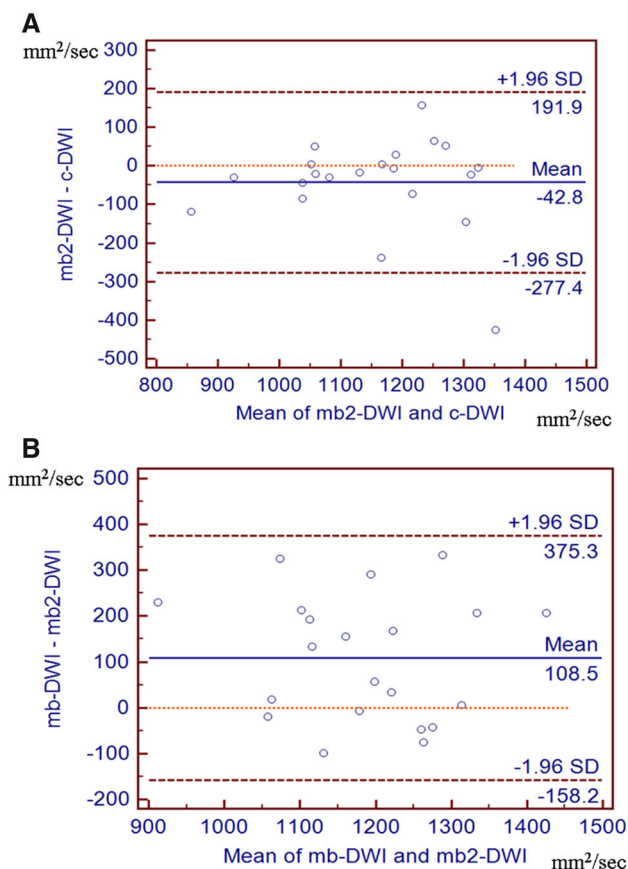 A
mm²/sec
300
200
100
0
-100
-200
-300
-400
-500
mb2-DWI - c-DWI
+1.96 SD
191.9
Mean
-42.8
-1.96 SD
-277.4
800 900 1000 1100 1200 1300 1400 1500
Mean of mb2-DWI and c-DWI
mm²/sec
B
mm²/sec
500
400
300
200
100
0
-100
-200
mb-DWI - mb2-DWI
+1.96 SD
375.3
Mean
108.5
-1.96 SD
-158.2
900 1000 1100 1200 1300 1400 1500
Mean of mb-DWI and mb2-DWI
mm²/sec